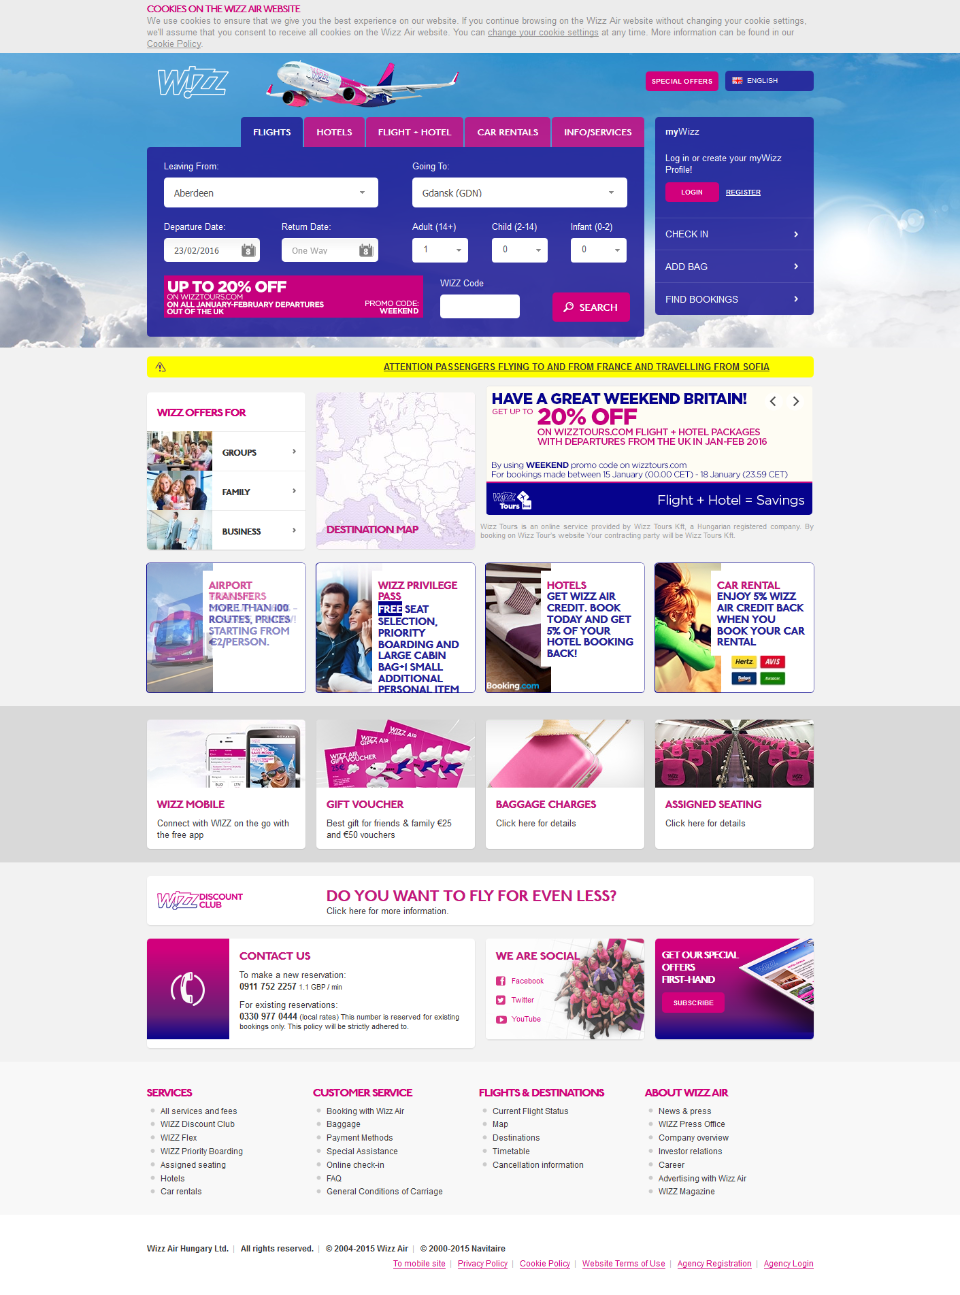 COOKIES ON THE WIZZ AIR WEBSITE
We use cookies to ensure that we give you the best experience on our website. If you continue browsing on the Wizz Air website without changing your cookie settings,
we'll assume that you consent to receive all cookies on the Wizz Air website. You can change your cookie settings at any time. More information can be found in our
Cookie Policy.
WIZZ
SPECIAL OFFERS
ENGLISH
FLIGHTS
HOTELS
FLIGHT + HOTEL
CAR RENTALS
INFO/SERVICES
Leaving From:
Going To:
Aberdeen
Gdansk (GDN)
Departure Date:
Return Date:
Adult (14+)
Child (2-14)
Infant (0-2)
23/02/2016
One Way
1
0
0
UP TO 20% OFF
ON WIZZTOURS.COM
ON ALL JANUARY-FEBRUARY DEPARTURES
OUT OF THE UK
PROMO CODE:
WEEKEND
WIZZ Code
SEARCH
myWizz
Log in or create your myWizz
Profile!
LOGIN
REGISTER
CHECK IN
ADD BAG
FIND BOOKINGS
ATTENTION PASSENGERS FLYING TO AND FROM FRANCE AND TRAVELLING FROM SOFIA
WIZZ OFFERS FOR
GROUPS
FAMILY
BUSINESS
DESTINATION MAP
HAVE A GREAT WEEKEND BRITAIN!
GET UP TO
20% OFF
ON WIZZTOURS.COM FLIGHT + HOTEL PACKAGES
WITH DEPARTURES FROM THE UK IN JAN-FEB 2016
By using WEEKEND promo code on wizztours.com
For bookings made between 15 January (00.00 CET) - 18 January (23.59 CET)
WIZZ Tours
Flight + Hotel = Savings
Wizz Tours is an online service provided by Wizz Tours Kft, a Hungarian registered company. By
booking on Wizz Tour's website Your contracting party will be Wizz Tours Kft.
AIRPORT
TRANSFERS
MORE THAN 100
ROUTES, PRICES
STARTING FROM
€2/PERSON.
WIZZ PRIVILEGE
PASS
FREE SEAT
SELECTION,
PRIORITY
BOARDING AND
LARGE CABIN
BAG+1 SMALL
ADDITIONAL
PERSONAL ITEM
HOTELS
GET WIZZ AIR
CREDIT. BOOK
TODAY AND GET
5% OF YOUR
HOTEL BOOKING
BACK!
Booking.com
CAR RENTAL
ENJOY 5% WIZZ
AIR CREDIT BACK
WHEN YOU
BOOK YOUR CAR
RENTAL
Hertz
AVIS
WIZZ MOBILE
Connect with WIZZ on the go with
the free app
WIZZ AIR
GIFT VOUCHER
GIFT VOUCHER
Best gift for friends & family €25
and €50 vouchers
BAGGAGE CHARGES
Click here for details
ASSIGNED SEATING
Click here for details
WIZZ DISCOUNT
CLUB
DO YOU WANT TO FLY FOR EVEN LESS?
Click here for more information.
CONTACT US
To make a new reservation:
0911 752 2257 1.1 GBP / min
For existing reservations:
0330 977 0444 (local rates) This number is reserved for existing
bookings only. This policy will be strictly adhered to.
WE ARE SOCIAL
Facebook
Twitter
YouTube
GET OUR SPECIAL
OFFERS
FIRST-HAND
SUBSCRIBE
SERVICES
All services and fees
WIZZ Discount Club
WIZZ Flex
WIZZ Priority Boarding
Assigned seating
Hotels
Car rentals
CUSTOMER SERVICE
Booking with Wizz Air
Baggage
Payment Methods
Special Assistance
Online check-in
FAQ
General Conditions of Carriage
FLIGHTS & DESTINATIONS
Current Flight Status
Map
Destinations
Timetable
Cancellation information
ABOUT WIZZ AIR
News & press
WIZZ Press Office
Company overview
Investor relations
Career
Advertising with Wizz Air
WIZZ Magazine
Wizz Air Hungary Ltd. | All rights reserved. | © 2004-2015 Wizz Air | © 2000-2015 Navitaire
To mobile site | Privacy Policy | Cookie Policy | Website Terms of Use | Agency Registration | Agency Login